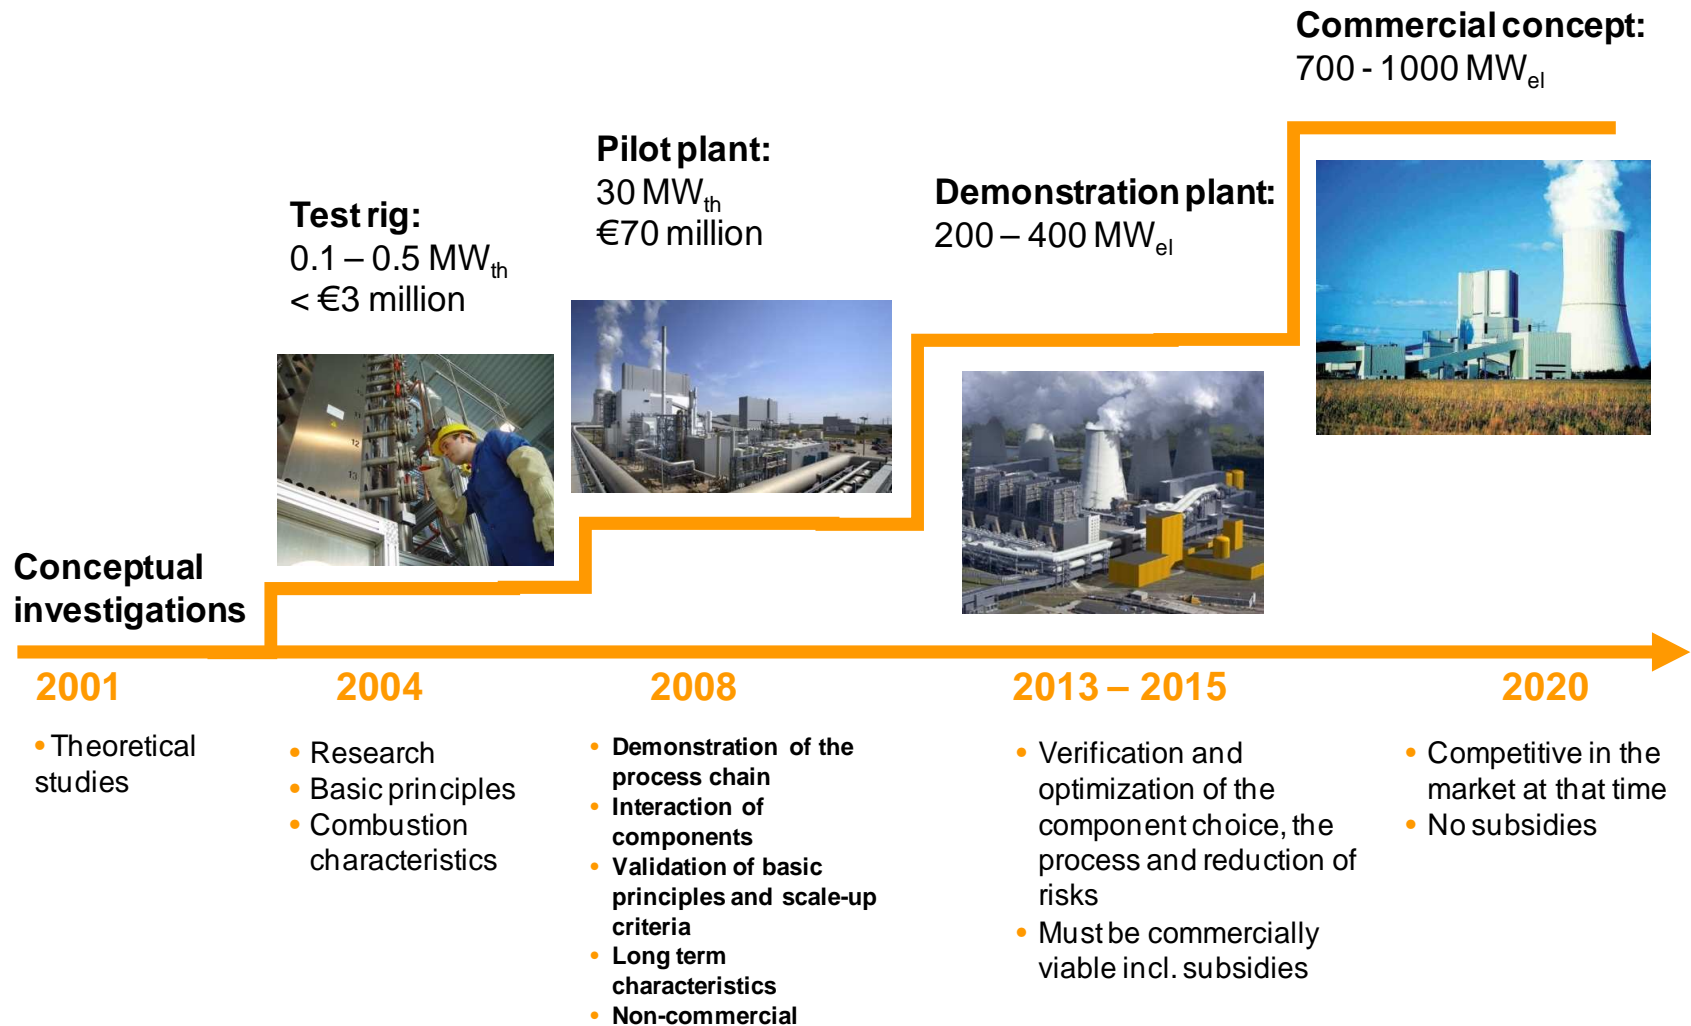 Commercial concept:
700 - 1000 MWel
Pilot plant:
30 MWth
€70 million
Demonstration plant:
200 – 400 MWel
Test rig:
0.1 – 0.5 MWth
< €3 million
Conceptual
investigations
2001
2004
2008
2013 – 2015
2020
• Theoretical
studies
• Research
• Basic principles
• Combustion
characteristics
• Demonstration of the
process chain
• Interaction of
components
• Validation of basic
principles and scale-up
criteria
• Long term
characteristics
• Non-commercial
• Verification and
optimization of the
component choice, the
process and reduction of
risks
• Must be commercially
viable incl. subsidies
• Competitive in the
market at that time
• No subsidies